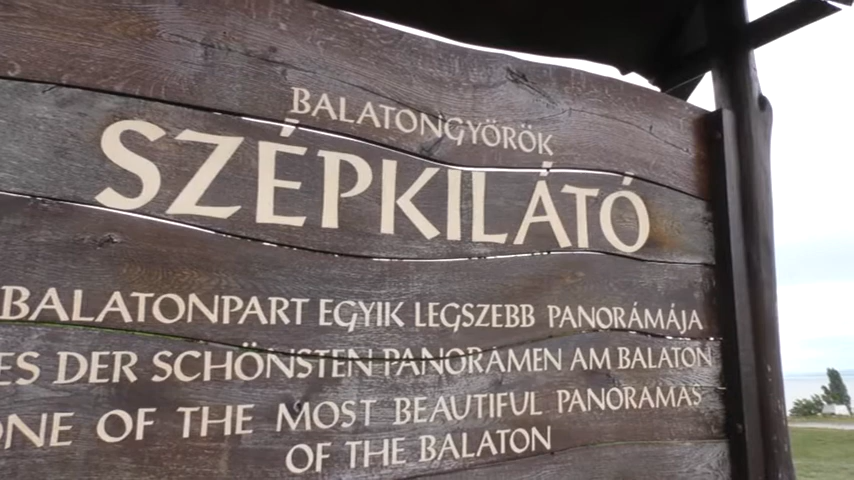 BALATONGYÖRÖK
SZÉPKILÁTÓ
BALATONPART EGYIK LEGSZEBB PANORÁMÁJA
ES DER SCHÖNSTEN PANORAMEN AM BALATON
ONE OF THE MOST BEAUTIFUL PANORAMAS
OF THE BALATON